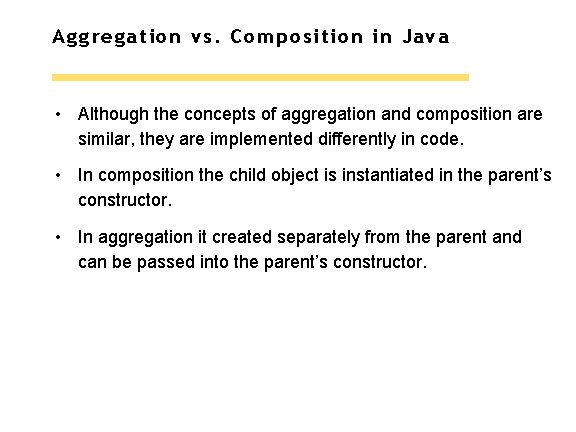 Aggregation vs. Composition in Java
• Although the concepts of aggregation and composition are
similar, they are implemented differently in code.
• In composition the child object is instantiated in the parent’s
constructor.
• In aggregation it created separately from the parent and
can be passed into the parent’s constructor.